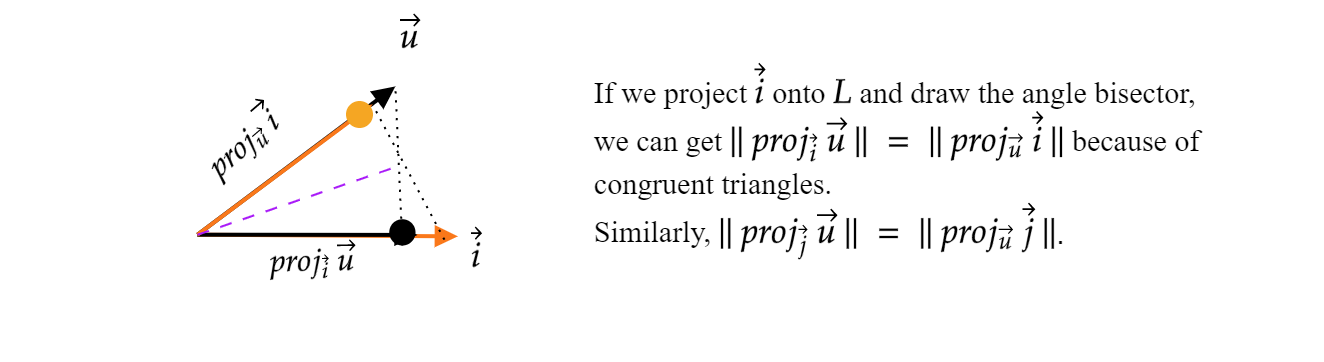 $\vec{u}$
$proj_{\vec{u}} \vec{i}$
$proj_{\vec{i}} \vec{u}$
$\vec{i}$
If we project $\vec{i}$ onto $L$ and draw the angle bisector,
we can get $\| proj_{\vec{i}} \vec{u} \| = \| proj_{\vec{u}} \vec{i} \|$ because of
congruent triangles.
Similarly, $\| proj_{\vec{j}} \vec{u} \| = \| proj_{\vec{u}} \vec{j} \|$.